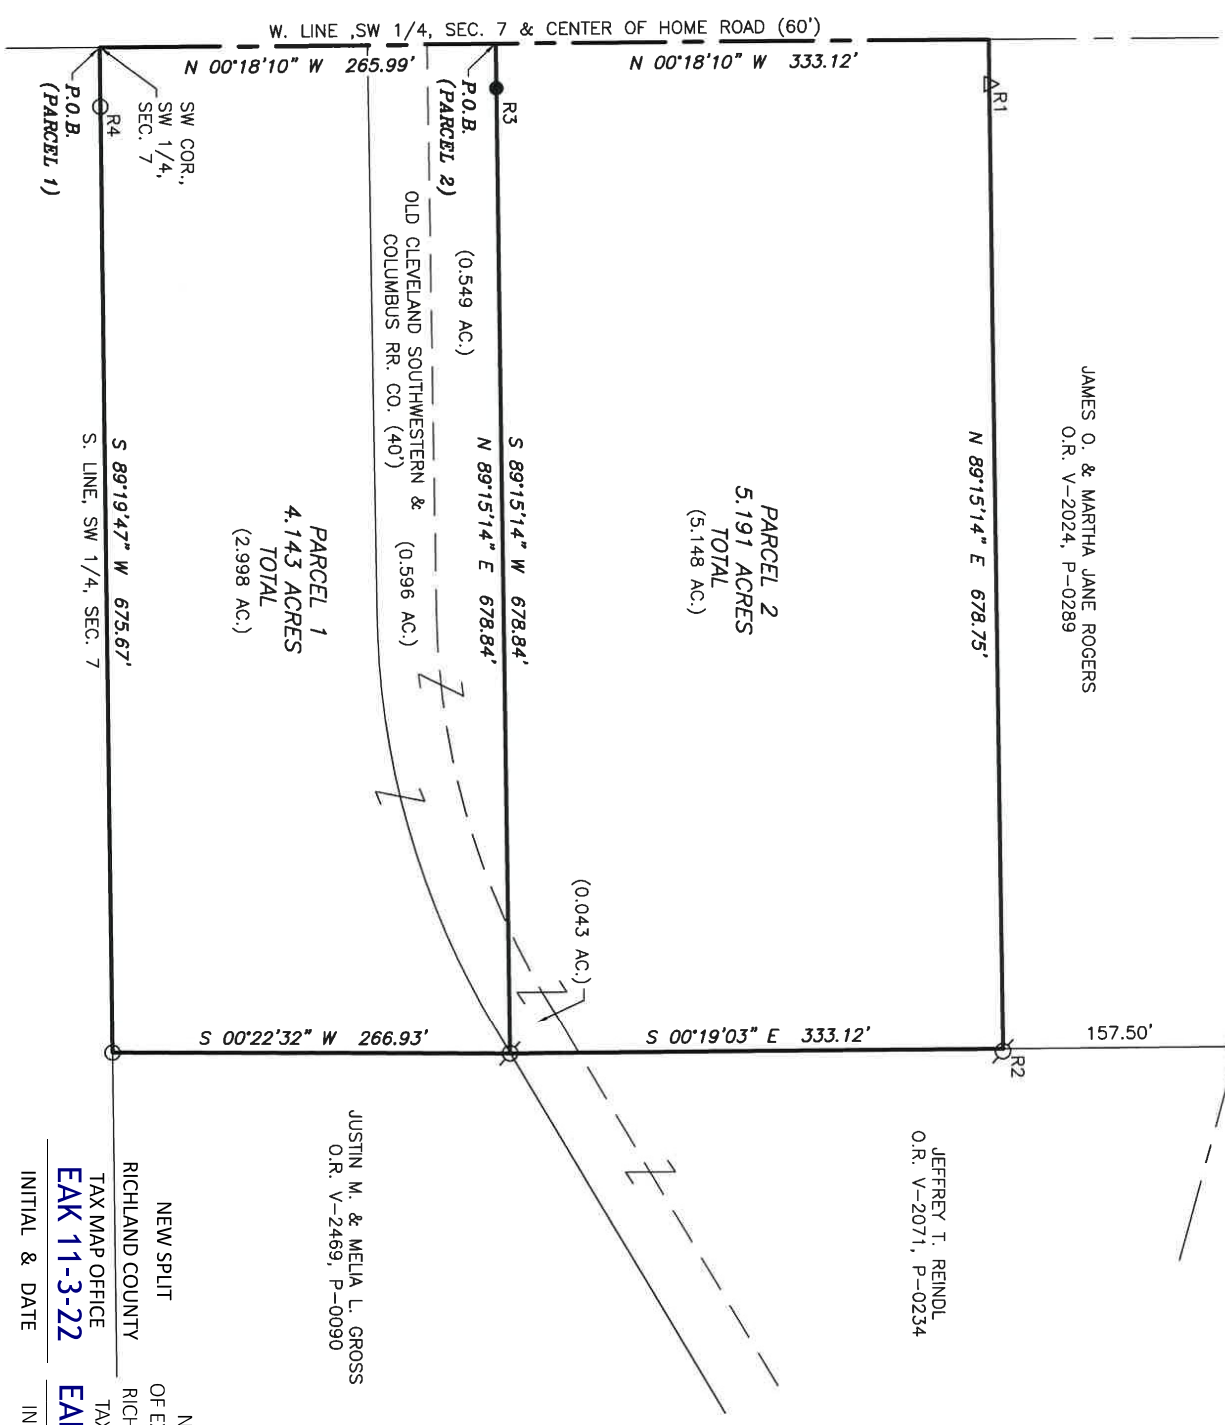 W. LINE ,SW 1/4, SEC. 7 & CENTER OF HOME ROAD (60')
N 00°18'10" W 265.99'
N 00°18'10" W 333.12'
R1
R3
R4
P.O.B.
(PARCEL 2)
SW COR.,
SW 1/4,
SEC. 7
P.O.B.
(PARCEL 1)
JAMES O. & MARTHA JANE ROGERS
O.R. V-2024, P-0289
N 89°15'14" E 678.75'
PARCEL 2
5.191 ACRES
TOTAL
(5.148 AC.)
S 89°15'14" W 678.84'
N 89°15'14" E 678.84'
(0.549 AC.)
OLD CLEVELAND SOUTHWESTERN &
COLUMBUS RR. CO. (40')
(0.596 AC.)
PARCEL 1
4.143 ACRES
TOTAL
(2.998 AC.)
S 89°19'47" W 675.67'
S. LINE, SW 1/4, SEC. 7
(0.043 AC.)
S 00°22'32" W 266.93'
S 00°19'03" E 333.12'
157.50'
R2
JEFFREY T. REINDL
O.R. V-2071, P-0234
JUSTIN M. & MELIA L. GROSS
O.R. V-2469, P-0090
NEW SPLIT
RICHLAND COUNTY
TAX MAP OFFICE
EAK 11-3-22
INITIAL & DATE
N
OF E
RICH
TAX
EA
IN